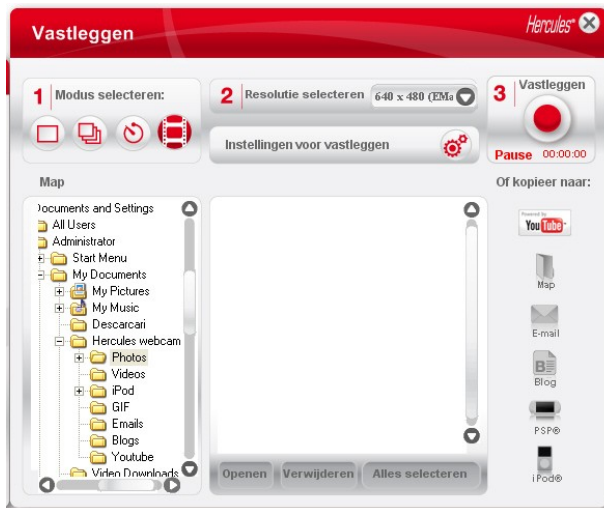 Vastleggen
Hercules
1 Modus selecteren:
2 Resolutie selecteren 640 x 480 (EMa
3 Vastleggen
Instellingen voor vastleggen
Pause 00:00:00
Map
Of kopieer naar:
ocuments and Settings
All Users
Administrator
Start Menu
My Documents
My Pictures
My Music
Descarcari
Hercules webcam
Photos
Videos
iPod
GIF
Emails
Blogs
Youtube
Video Downloads
Openen Verwijderen Alles selecteren
Powered by
YouTube
Map
E-mail
B
Blog
PSP®
iPod®